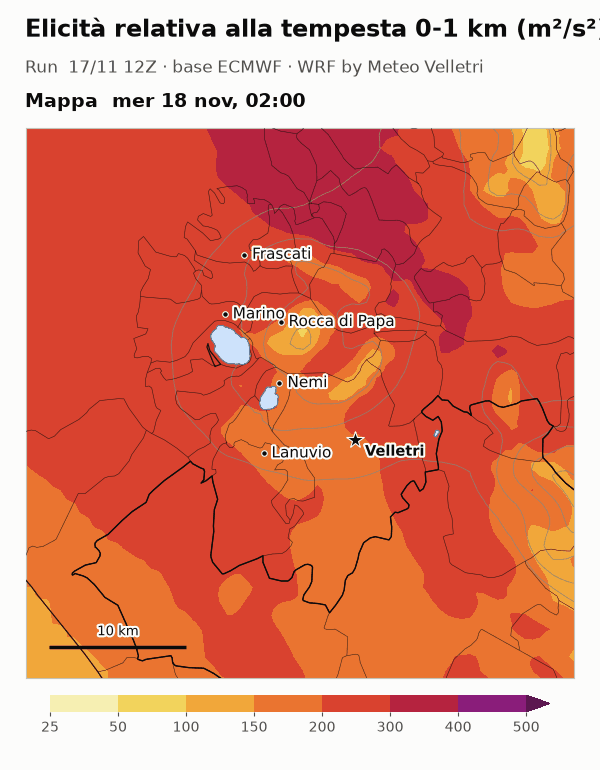 Elicità relativa alla tempesta 0-1 km (m²/s²)
Run 17/11 12Z · base ECMWF · WRF by Meteo Velletri
Mappa mer 18 nov, 02:00
Frascati
Marino
Rocca di Papa
Nemi
Velletri
Lanuvio
10 km
25 50 100 150 200 300 400 500